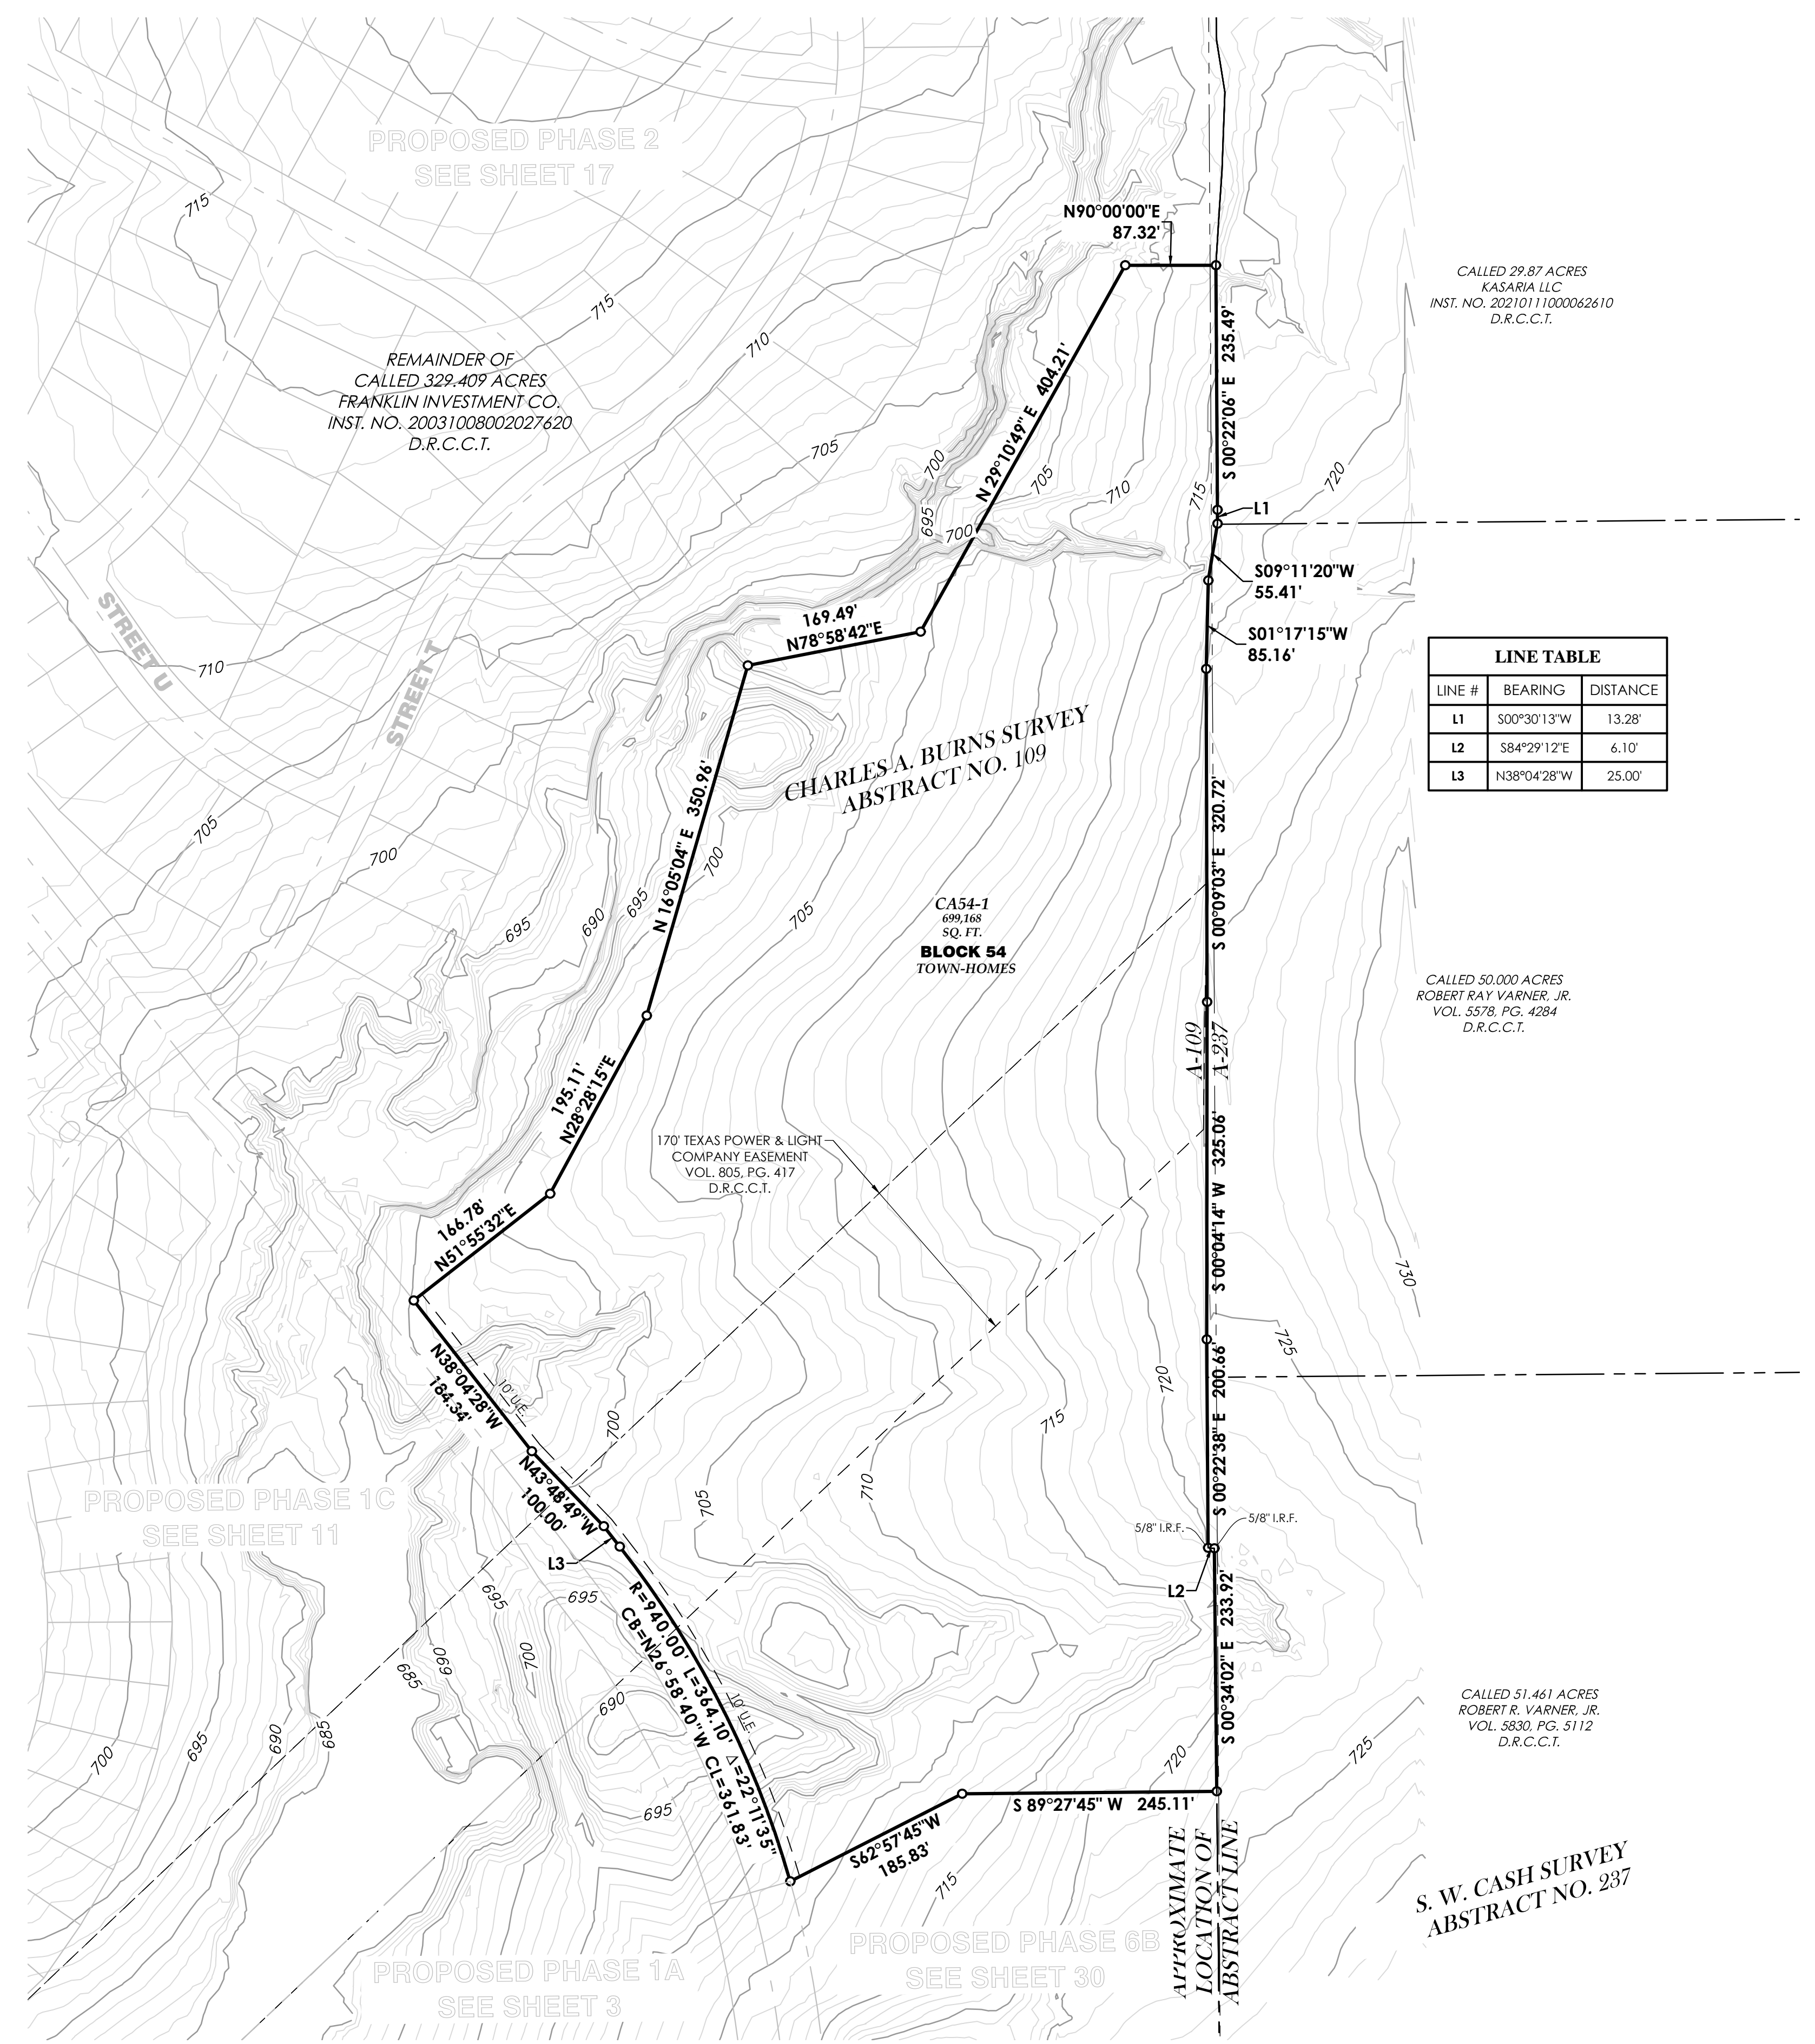 PROPOSED PHASE 2
SEE SHEET 17
715
N90°00'00"E
87.32'
CALLED 29.87 ACRES
KASARIA LLC
INST. NO. 20210111000062610
D.R.C.C.T.
715
710
REMAINDER OF
CALLED 329.409 ACRES
FRANKLIN INVESTMENT CO.
INST. NO. 20031008002027620
D.R.C.C.T.
S 00°22'06" E 235.49'
N 29°10'49" E 404.21'
705
700
705
710
715
720
695
700
L1
S09°11'20"W
55.41'
STREET U
STREET T
710
169.49'
N78°58'42"E
S01°17'15"W
85.16'
LINE TABLE
LINE # BEARING DISTANCE
L1 S00°30'13"W 13.28'
L2 S84°29'12"E 6.10'
L3 N38°04'28"W 25.00'
CHARLES A. BURNS SURVEY
ABSTRACT NO. 109
705
700
N 16°05'04" E 350.96'
700
S 00°09'03" E 320.72'
695
690
695
705
CA54-1
699,168
SQ. FT.
BLOCK 54
TOWN-HOMES
CALLED 50.000 ACRES
ROBERT RAY VARNER, JR.
VOL. 5578, PG. 4284
D.R.C.C.T.
A-109
A-237
195.11'
N28°28'15"E
170' TEXAS POWER & LIGHT
COMPANY EASEMENT
VOL. 805, PG. 417
D.R.C.C.T.
S 00°04'14" W 325.06'
166.78'
N51°55'32"E
730
725
N38°04'28"W
184.34'
10' U.E.
700
720
715
S 00°22'38" E 200.66'
N43°48'49"W
100.00'
705
710
PROPOSED PHASE 1C
SEE SHEET 11
5/8" I.R.F.
5/8" I.R.F.
L3
L2
695
695
R=940.00' L=364.10' Δ=22°11'35"
CB=N26°58'40"W CL=361.83'
S 00°34'02" E 233.92'
700
690
685
690
10' U.E.
CALLED 51.461 ACRES
ROBERT R. VARNER, JR.
VOL. 5830, PG. 5112
D.R.C.C.T.
700
695
690
685
720
725
695
S 89°27'45" W 245.11'
S62°57'45"W
185.83'
715
APPROXIMATE
LOCATION OF
ABSTRACT LINE
S. W. CASH SURVEY
ABSTRACT NO. 237
PROPOSED PHASE 6B
SEE SHEET 30
PROPOSED PHASE 1A
SEE SHEET 3